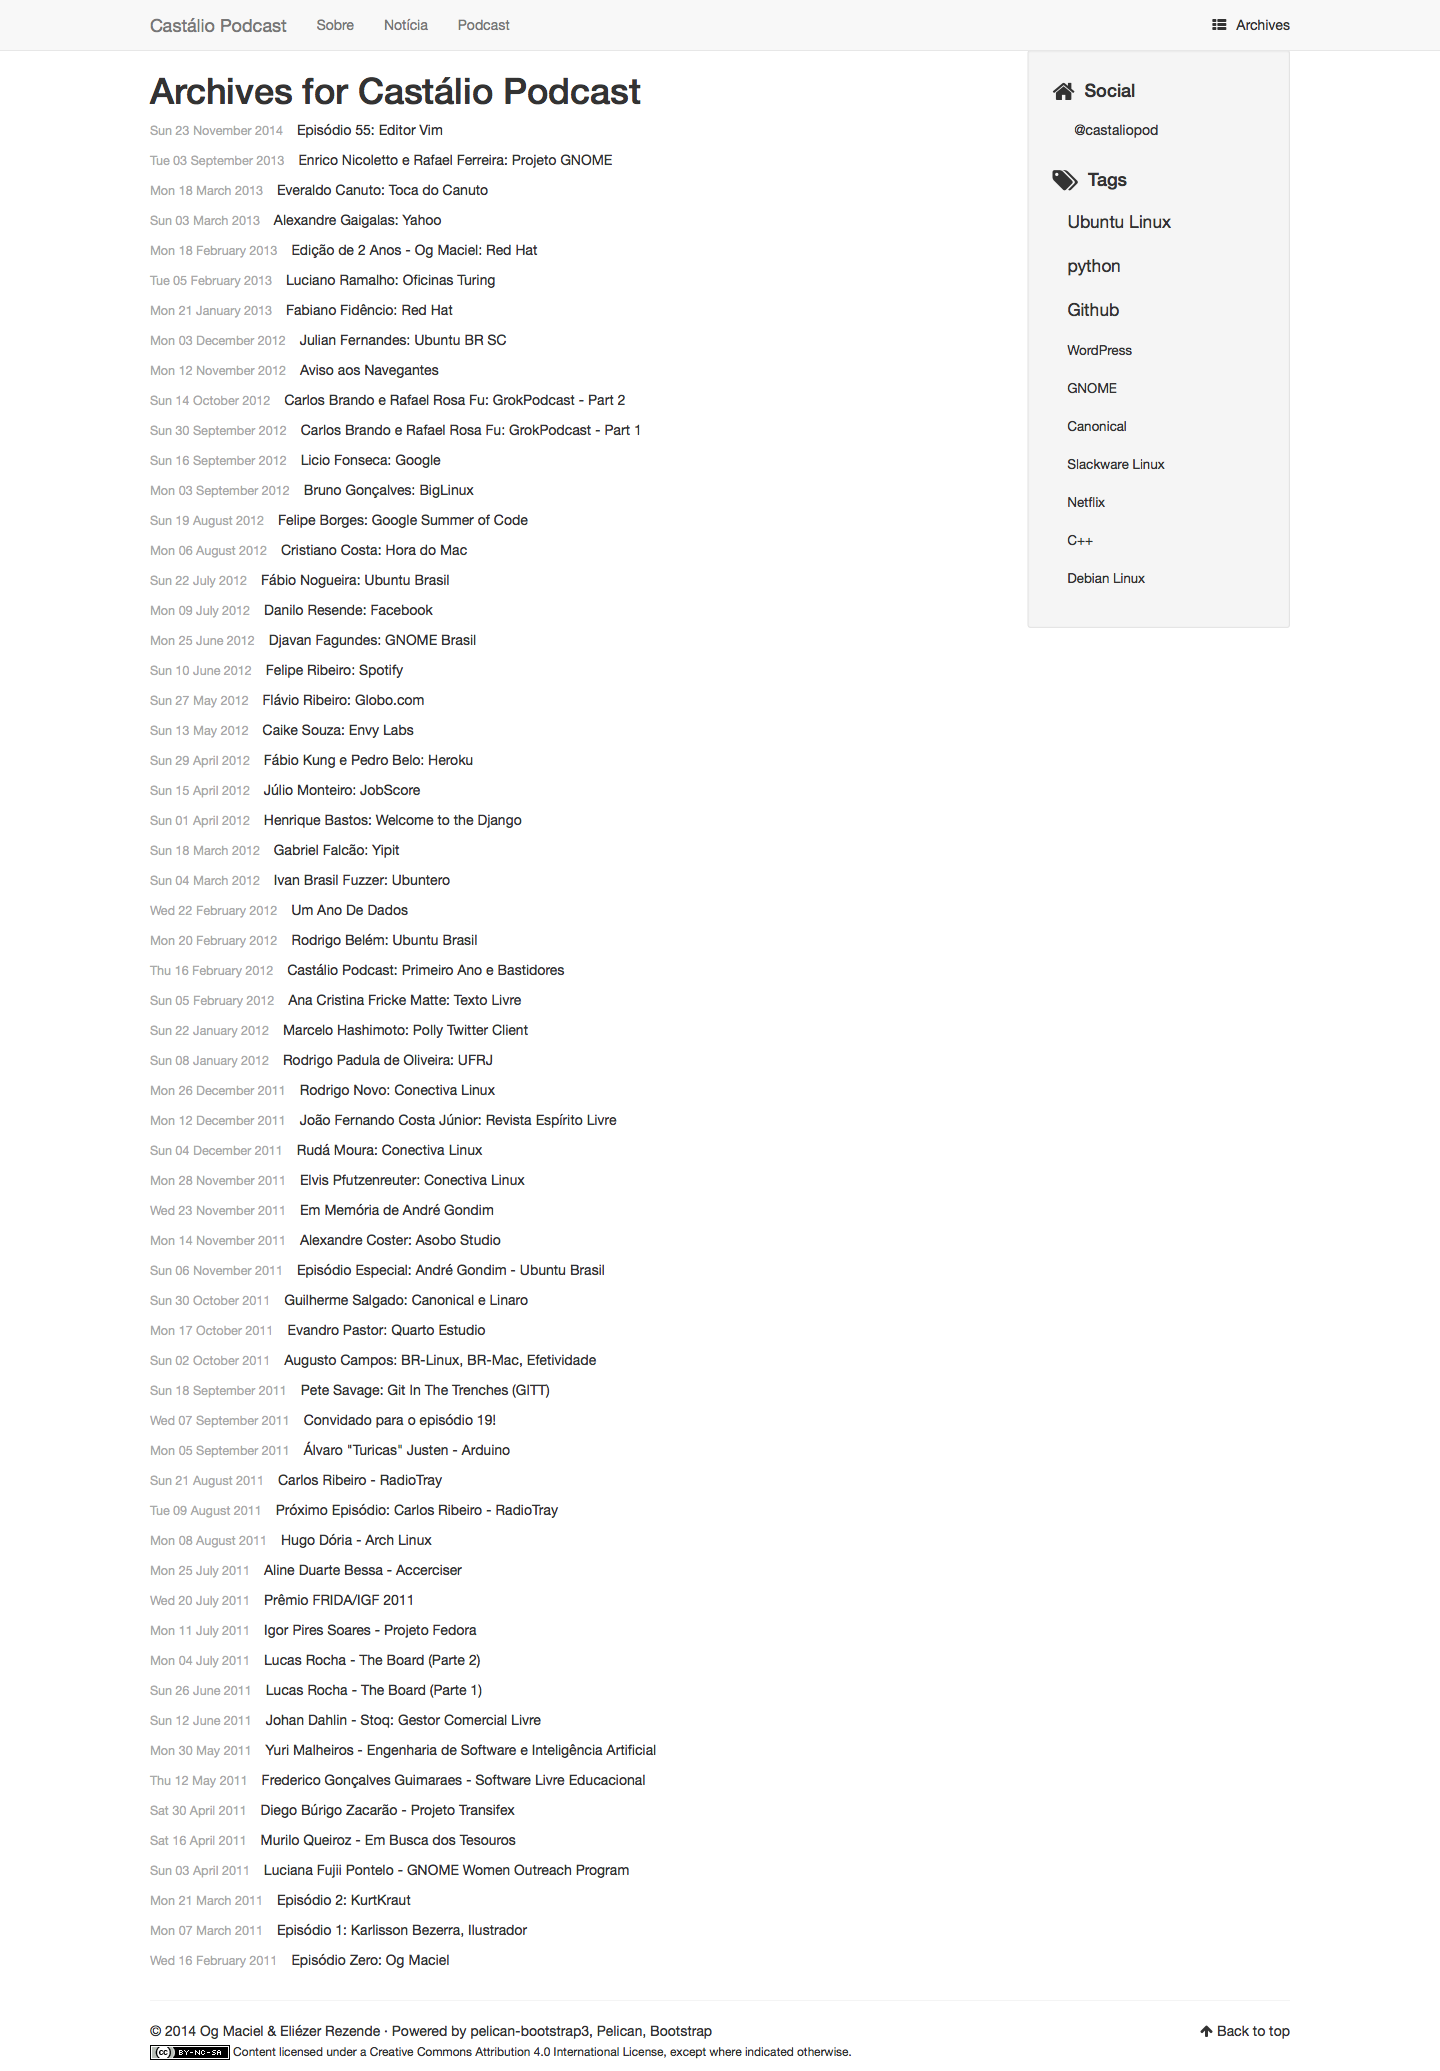 Castálio Podcast Sobre Notícia Podcast Archives
Archives for Castálio Podcast
Sun 23 November 2014 Episódio 55: Editor Vim
Tue 03 September 2013 Enrico Nicoletto e Rafael Ferreira: Projeto GNOME
Mon 18 March 2013 Everaldo Canuto: Toca do Canuto
Sun 03 March 2013 Alexandre Gaigalas: Yahoo
Mon 18 February 2013 Edição de 2 Anos - Og Maciel: Red Hat
Tue 05 February 2013 Luciano Ramalho: Oficinas Turing
Mon 21 January 2013 Fabiano Fidêncio: Red Hat
Mon 03 December 2012 Julian Fernandes: Ubuntu BR SC
Mon 12 November 2012 Aviso aos Navegantes
Sun 14 October 2012 Carlos Brando e Rafael Rosa Fu: GrokPodcast - Part 2
Sun 30 September 2012 Carlos Brando e Rafael Rosa Fu: GrokPodcast - Part 1
Sun 16 September 2012 Licio Fonseca: Google
Mon 03 September 2012 Bruno Gonçalves: BigLinux
Sun 19 August 2012 Felipe Borges: Google Summer of Code
Mon 06 August 2012 Cristiano Costa: Hora do Mac
Sun 22 July 2012 Fábio Nogueira: Ubuntu Brasil
Mon 09 July 2012 Danilo Resende: Facebook
Mon 25 June 2012 Djavan Fagundes: GNOME Brasil
Sun 10 June 2012 Felipe Ribeiro: Spotify
Sun 27 May 2012 Flávio Ribeiro: Globo.com
Sun 13 May 2012 Caike Souza: Envy Labs
Sun 29 April 2012 Fábio Kung e Pedro Belo: Heroku
Sun 15 April 2012 Júlio Monteiro: JobScore
Sun 01 April 2012 Henrique Bastos: Welcome to the Django
Sun 18 March 2012 Gabriel Falcão: Yipit
Sun 04 March 2012 Ivan Brasil Fuzzer: Ubuntero
Wed 22 February 2012 Um Ano De Dados
Mon 20 February 2012 Rodrigo Belém: Ubuntu Brasil
Thu 16 February 2012 Castálio Podcast: Primeiro Ano e Bastidores
Sun 05 February 2012 Ana Cristina Fricke Matte: Texto Livre
Sun 22 January 2012 Marcelo Hashimoto: Polly Twitter Client
Sun 08 January 2012 Rodrigo Padula de Oliveira: UFRJ
Mon 26 December 2011 Rodrigo Novo: Conectiva Linux
Mon 12 December 2011 João Fernando Costa Júnior: Revista Espírito Livre
Sun 04 December 2011 Rudá Moura: Conectiva Linux
Mon 28 November 2011 Elvis Pfutzenreuter: Conectiva Linux
Wed 23 November 2011 Em Memória de André Gondim
Mon 14 November 2011 Alexandre Coster: Asobo Studio
Sun 06 November 2011 Episódio Especial: André Gondim - Ubuntu Brasil
Sun 30 October 2011 Guilherme Salgado: Canonical e Linaro
Mon 17 October 2011 Evandro Pastor: Quarto Estudio
Sun 02 October 2011 Augusto Campos: BR-Linux, BR-Mac, Efetividade
Sun 18 September 2011 Pete Savage: Git In The Trenches (GITT)
Wed 07 September 2011 Convidado para o episódio 19!
Mon 05 September 2011 Álvaro "Turicas" Justen - Arduino
Sun 21 August 2011 Carlos Ribeiro - RadioTray
Tue 09 August 2011 Próximo Episódio: Carlos Ribeiro - RadioTray
Mon 08 August 2011 Hugo Dória - Arch Linux
Mon 25 July 2011 Aline Duarte Bessa - Accerciser
Wed 20 July 2011 Prêmio FRIDA/IGF 2011
Mon 11 July 2011 Igor Pires Soares - Projeto Fedora
Mon 04 July 2011 Lucas Rocha - The Board (Parte 2)
Sun 26 June 2011 Lucas Rocha - The Board (Parte 1)
Sun 12 June 2011 Johan Dahlin - Stoq: Gestor Comercial Livre
Mon 30 May 2011 Yuri Malheiros - Engenharia de Software e Inteligência Artificial
Thu 12 May 2011 Frederico Gonçalves Guimaraes - Software Livre Educacional
Sat 30 April 2011 Diego Búrigo Zacarão - Projeto Transifex
Sat 16 April 2011 Murilo Queiroz - Em Busca dos Tesouros
Sun 03 April 2011 Luciana Fujii Pontelo - GNOME Women Outreach Program
Mon 21 March 2011 Episódio 2: KurtKraut
Mon 07 March 2011 Episódio 1: Karlisson Bezerra, Ilustrador
Wed 16 February 2011 Episódio Zero: Og Maciel
Social
@castaliopod
Tags
Ubuntu Linux
python
Github
WordPress
GNOME
Canonical
Slackware Linux
Netflix
C++
Debian Linux
© 2014 Og Maciel & Eliézer Rezende · Powered by pelican-bootstrap3, Pelican, Bootstrap Back to top
(cc) BY-NC-SA Content licensed under a Creative Commons Attribution 4.0 International License, except where indicated otherwise.